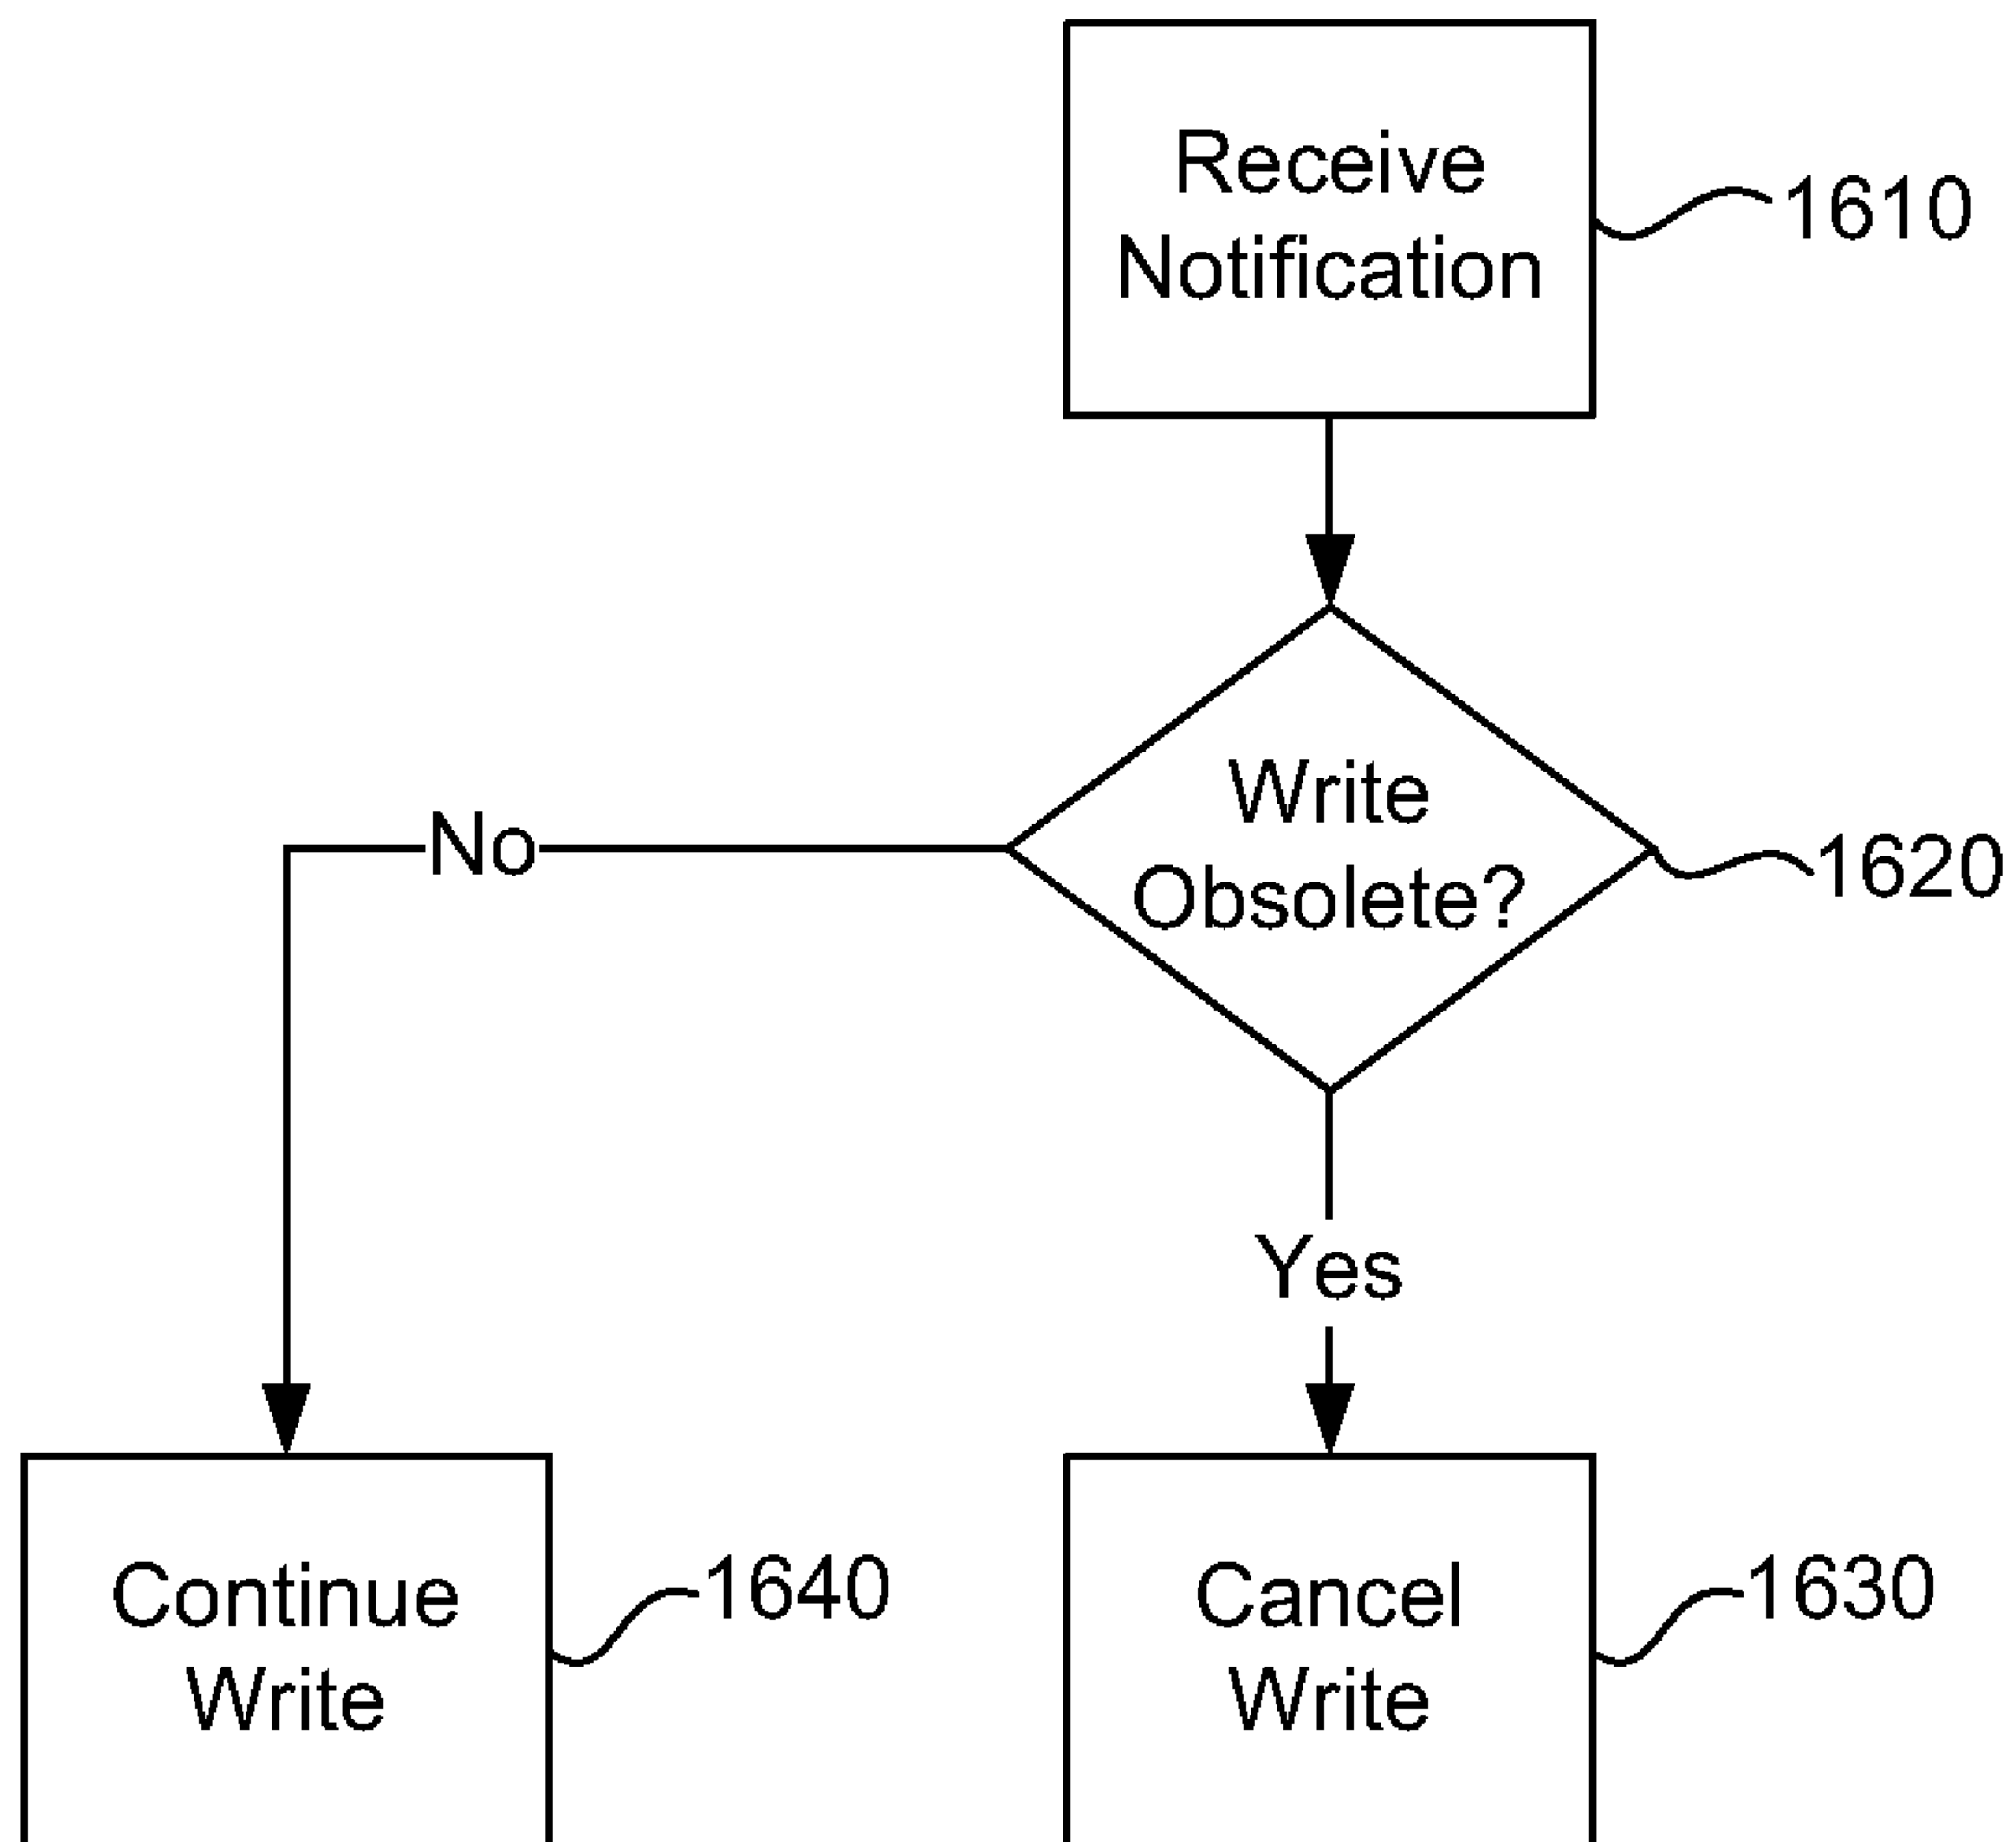 Receive
Notification
1610
Write
Obsolete?
1620
No
Yes
Continue
Write
1640
Cancel
Write
1630